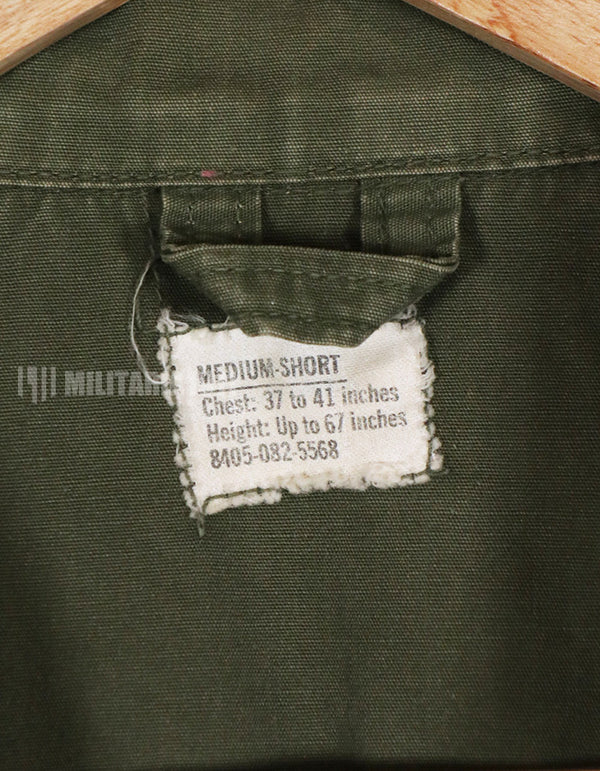 MEDIUM-SHORT
Chest: 37 to 41 inches
Height: Up to 67 inches
8405-082-5568